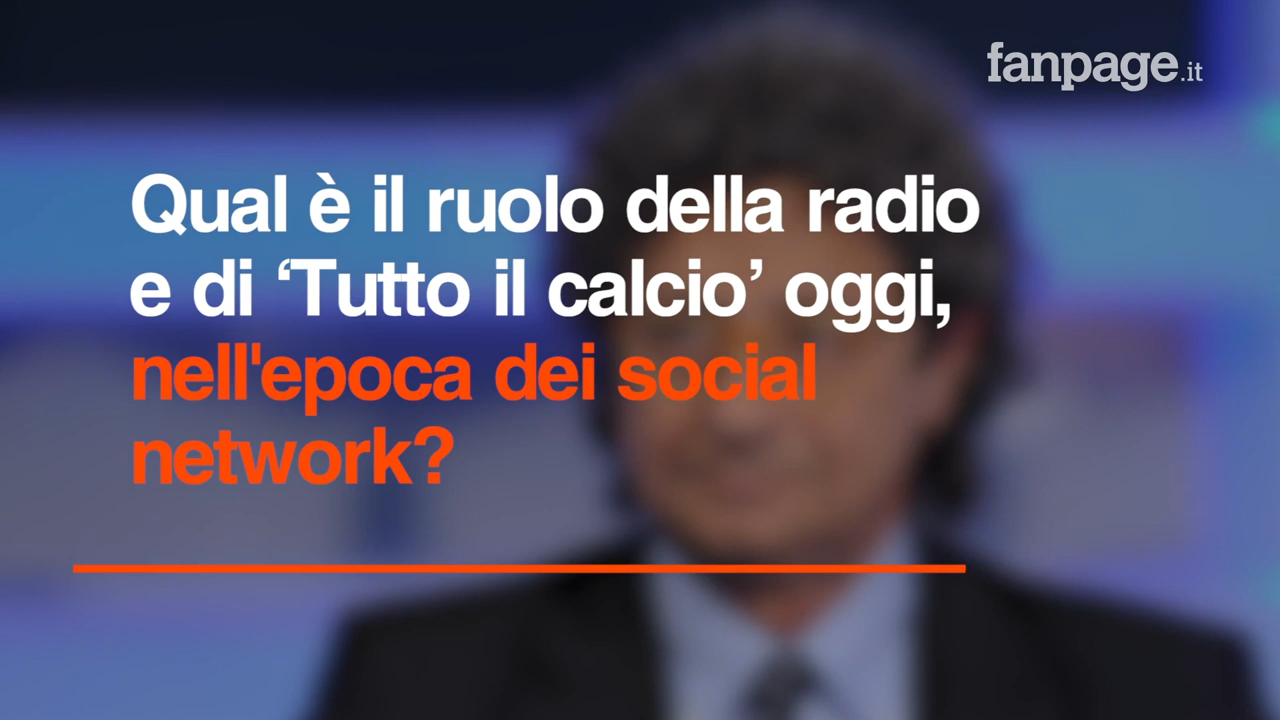 fanpage.it
Qual è il ruolo della radio
e di ‘Tutto il calcio’ oggi,
nell'epoca dei social
network?